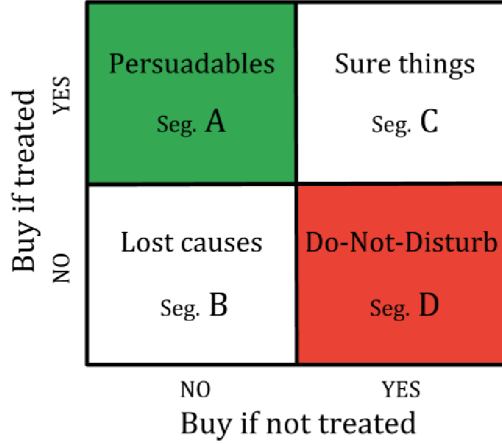 Buy if treated
YES
NO
Persuadables
Seg. A
Sure things
Seg. C
Lost causes
Seg. B
Do-Not-Disturb
Seg. D
NO
YES
Buy if not treated